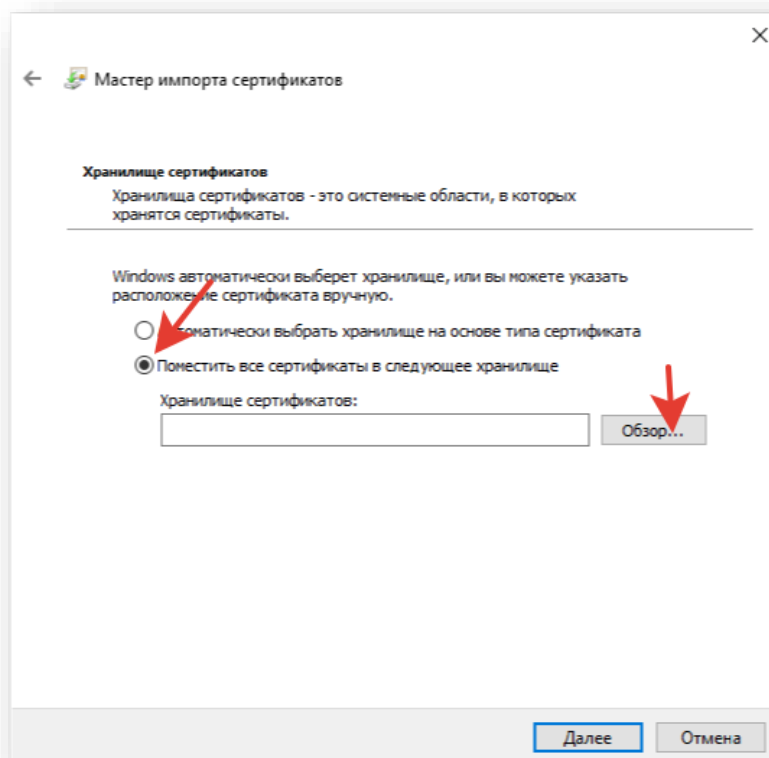 Мастер импорта сертификатов
Хранилище сертификатов
Хранилища сертификатов - это системные области, в которых
хранятся сертификаты.
Windows автоматически выберет хранилище, или вы можете указать
расположение сертификата вручную.
Автоматически выбрать хранилище на основе типа сертификата
Поместить все сертификаты в следующее хранилище
Хранилище сертификатов:
Обзор...
Далее
Отмена